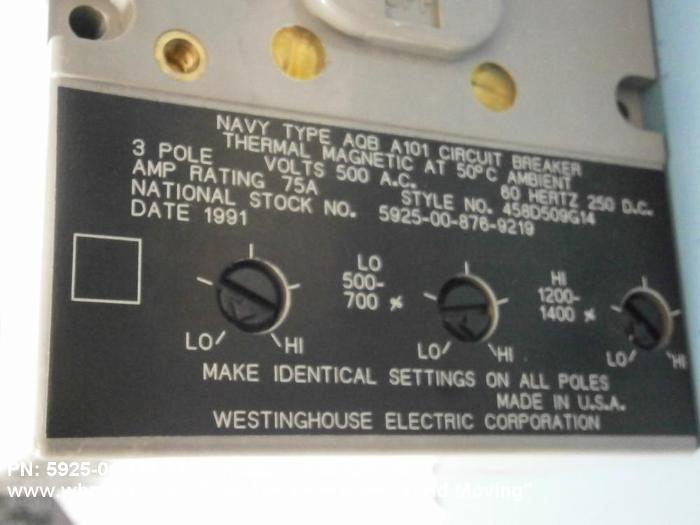 NAVY TYPE AQB A101 CIRCUIT BREAKER
THERMAL MAGNETIC AT 50°C AMBIENT
3 POLE VOLTS 500 A.C. 60 HERTZ 250 D.C.
AMP RATING 75A STYLE NO. 458D509G14
NATIONAL STOCK NO. 5925-00-876-9219
DATE 1991
LO
500-
700 %
HI
1200-
1400 %
LO HI
LO HI
LO HI
MAKE IDENTICAL SETTINGS ON ALL POLES
MADE IN U.S.A.
WESTINGHOUSE ELECTRIC CORPORATION
PN:
Moving"